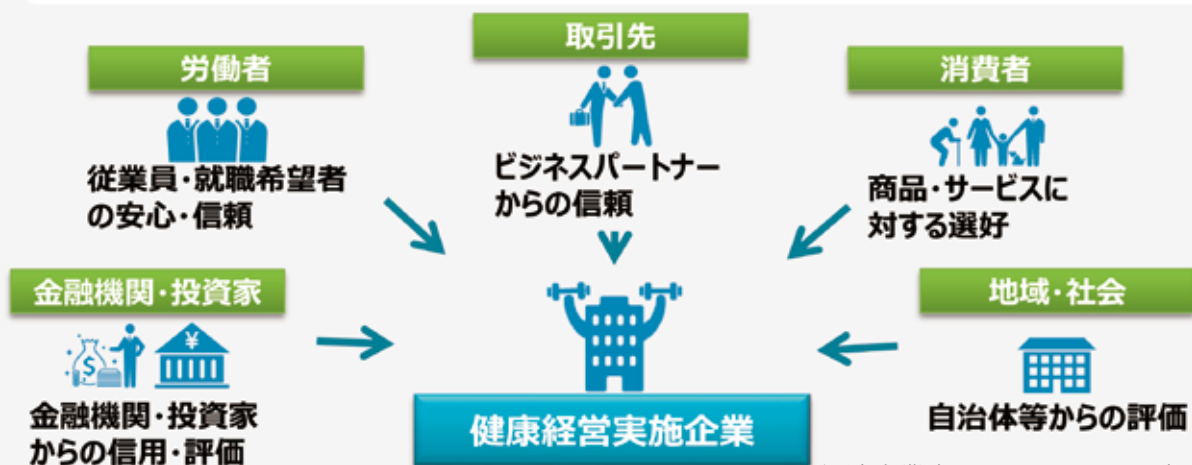 取引先
労働者
消費者
従業員・就職希望者
の安心・信頼
ビジネスパートナー
からの信頼
商品・サービスに
対する選好
金融機関・投資家
地域・社会
¥
$
金融機関・投資家
からの信用・評価
健康経営実施企業
自治体等からの評価